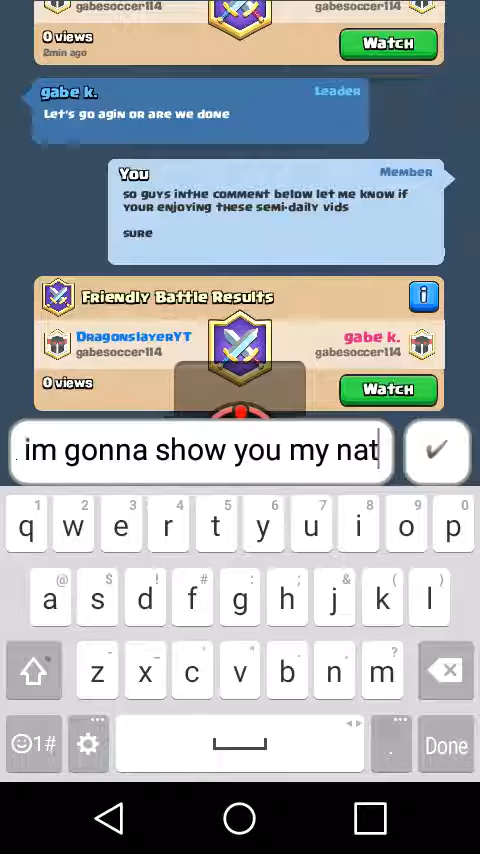 gabesoccer114 gabesoccer114
0 views
2min ago
Watch
gabe k. Leader
Let's go agin or are we done
You Member
so guys inthe comment below let me know if
your enjoying these semi-daily vids
sure
Friendly Battle Results
i
DragonslayerYT gabe k.
gabesoccer114 gabesoccer114
0 views
Watch
. im gonna show you my nat
1 2 3 4 5 6 7 8 9 0
q w e r t y u i o p
@ $ ! # : ; & ( )
a s d f g h j k l
' " ?
z x c v b n m
1# . Done